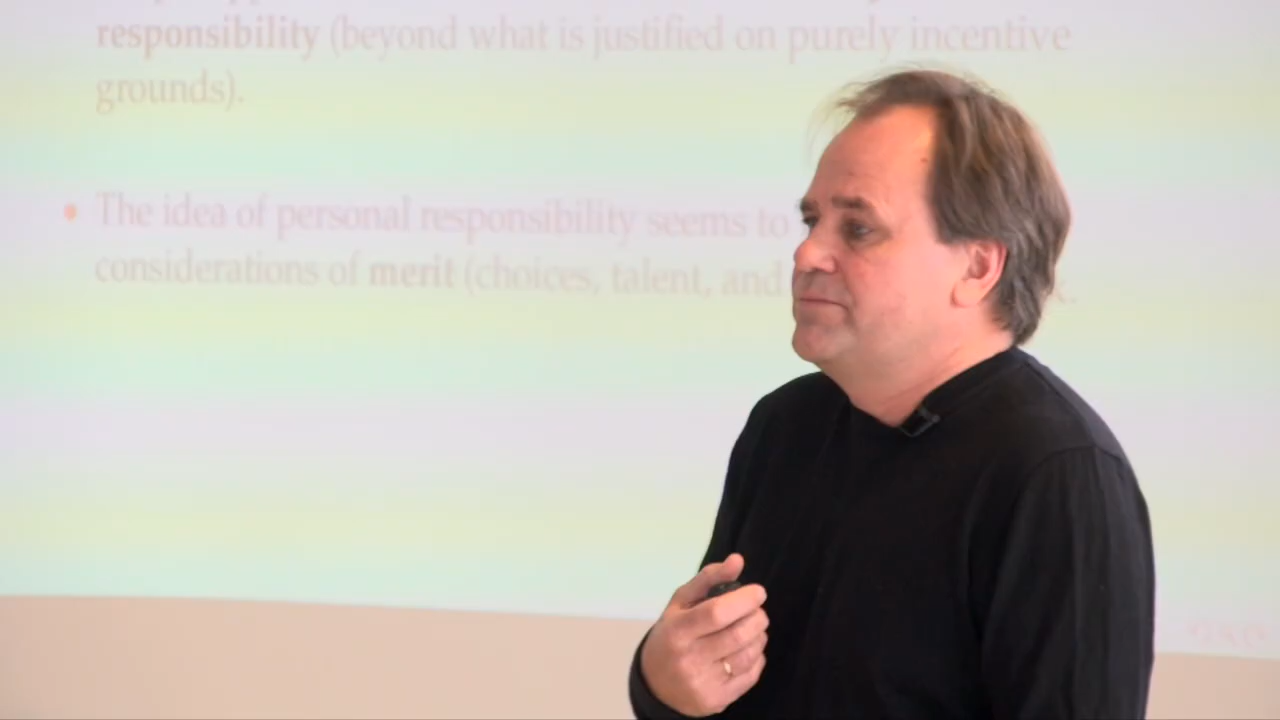 responsibility (beyond what is justified on purely incentive
grounds).
• The idea of personal responsibility seems to
considerations of merit (choices, talent, and